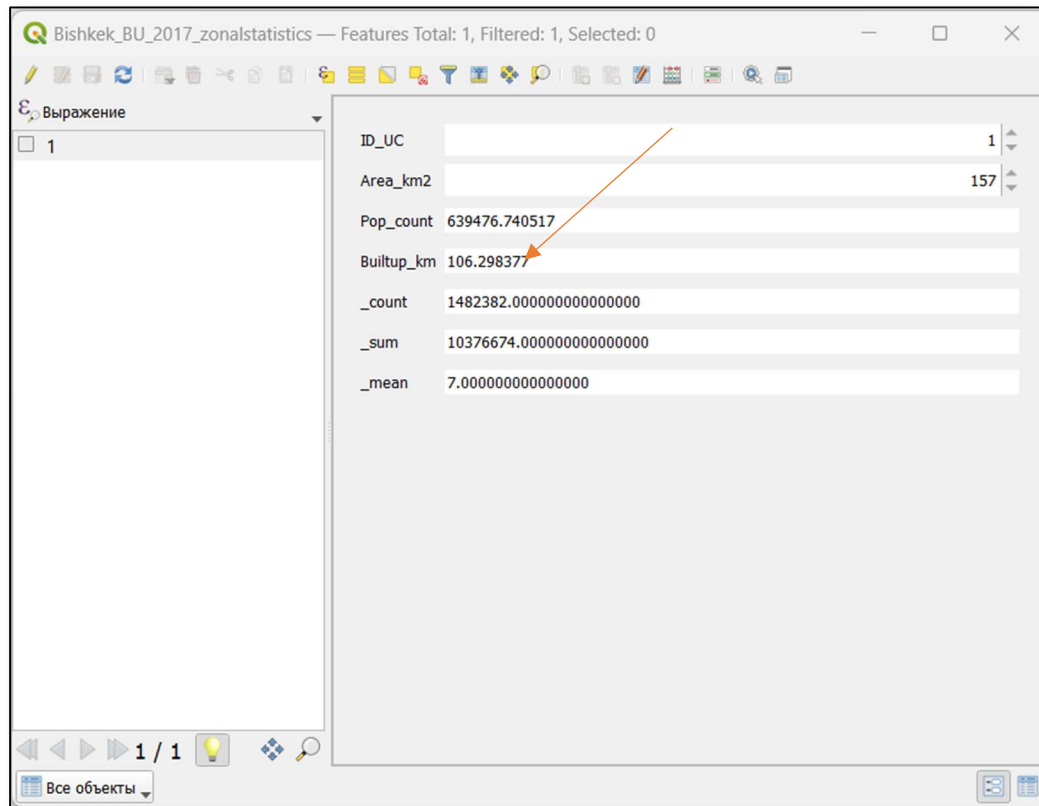 Bishkek_BU_2017_zonalstatistics — Features Total: 1, Filtered: 1, Selected: 0
Выражение
1
ID_UC 1
Area_km2 157
Pop_count 639476.740517
Builtup_km 106.298377
_count 1482382.000000000000000
_sum 10376674.000000000000000
_mean 7.000000000000000
1 / 1
Все объекты